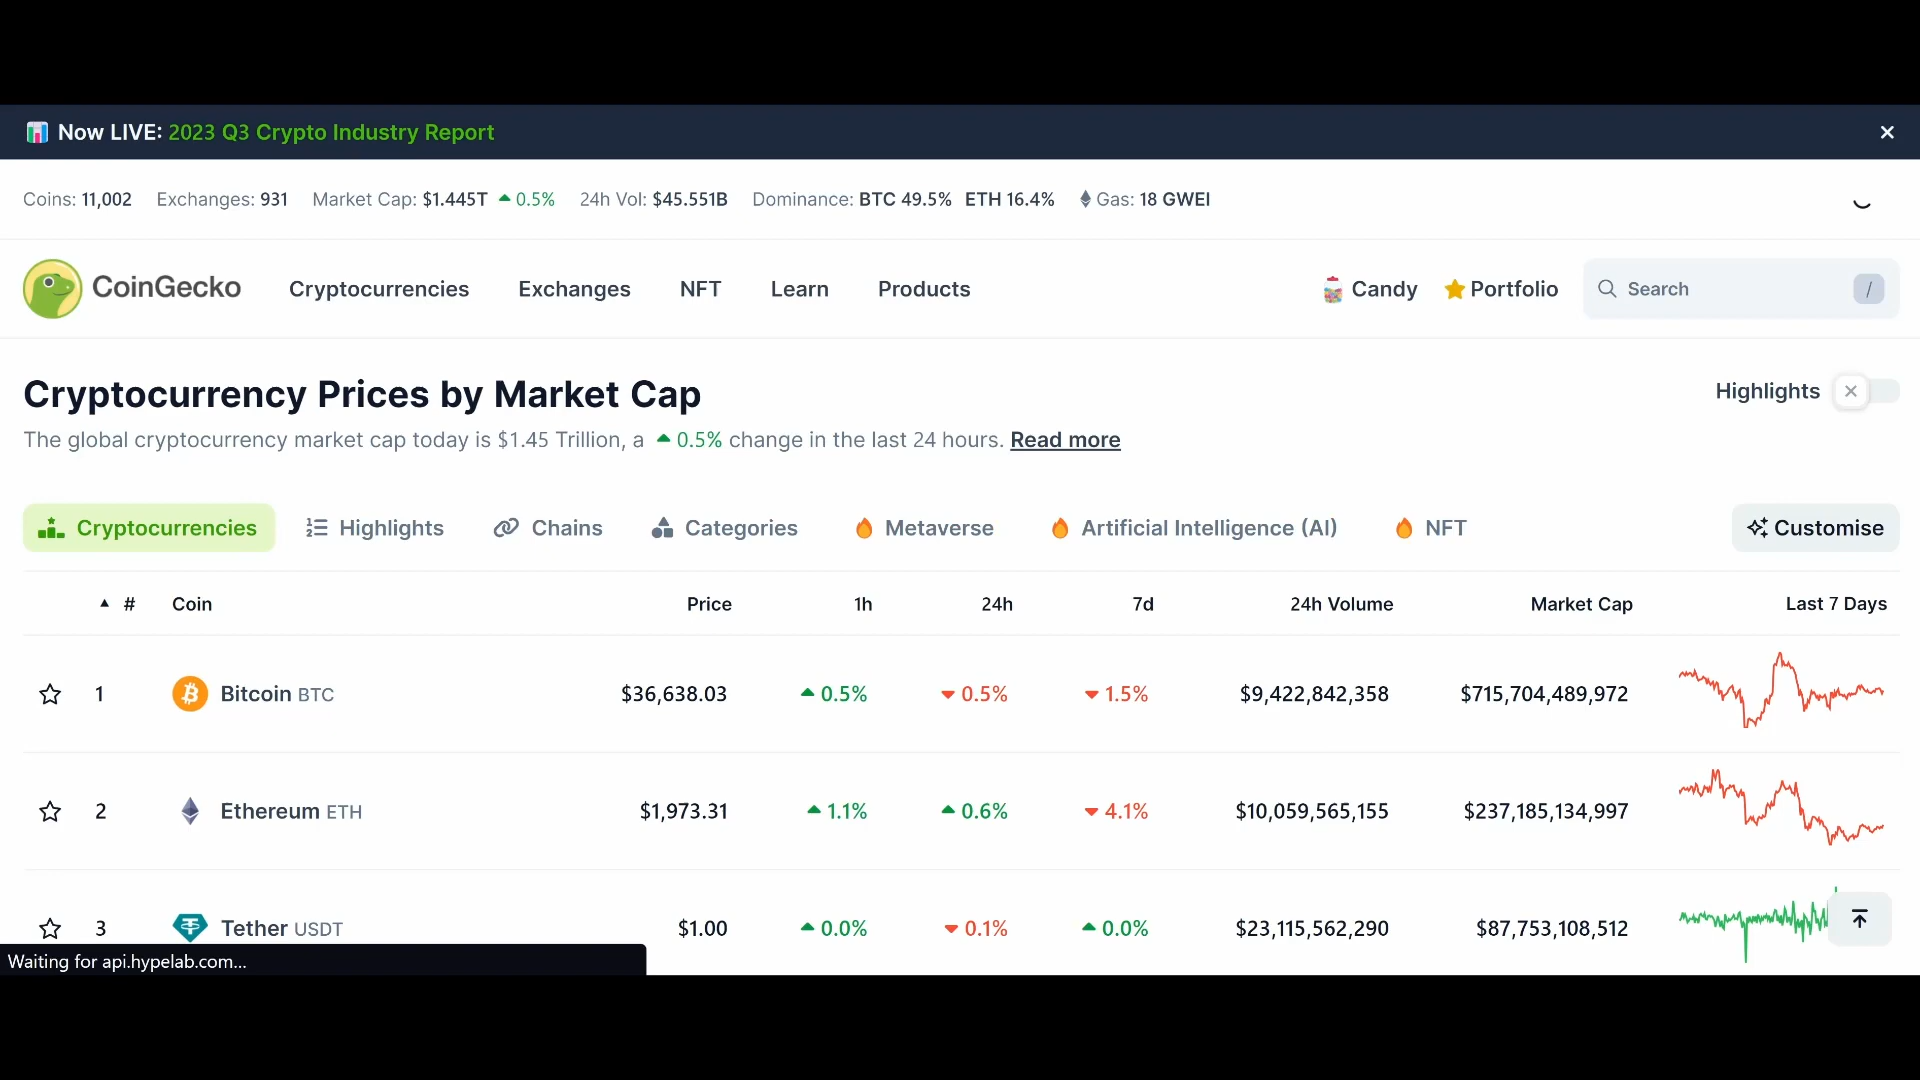 Now LIVE: 2023 Q3 Crypto Industry Report
Coins: 11,002 Exchanges: 931 Market Cap: $1.445T 0.5% 24h Vol: $45.551B Dominance: BTC 49.5% ETH 16.4% Gas: 18 GWEI
CoinGecko Cryptocurrencies Exchanges NFT Learn Products Candy Portfolio Search /
Cryptocurrency Prices by Market Cap Highlights
The global cryptocurrency market cap today is $1.45 Trillion, a 0.5% change in the last 24 hours. Read more
Cryptocurrencies Highlights Chains Categories Metaverse Artificial Intelligence (AI) NFT Customise
# Coin Price 1h 24h 7d 24h Volume Market Cap Last 7 Days
1 Bitcoin BTC $36,638.03 0.5% 0.5% 1.5% $9,422,842,358 $715,704,489,972
2 Ethereum ETH $1,973.31 1.1% 0.6% 4.1% $10,059,565,155 $237,185,134,997
3 Tether USDT $1.00 0.0% 0.1% 0.0% $23,115,562,290 $87,753,108,512
Waiting for api.hypelab.com...